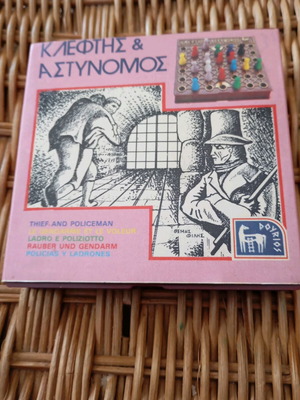 ΚΛΕΦΤΗΣ &
ΑΣΤΥΝΟΜΟΣ
THIEF AND POLICEMAN
LADRO E POLIZIOTTO
RAUBER UND GENDARM
POLICIAS Y LADRONES